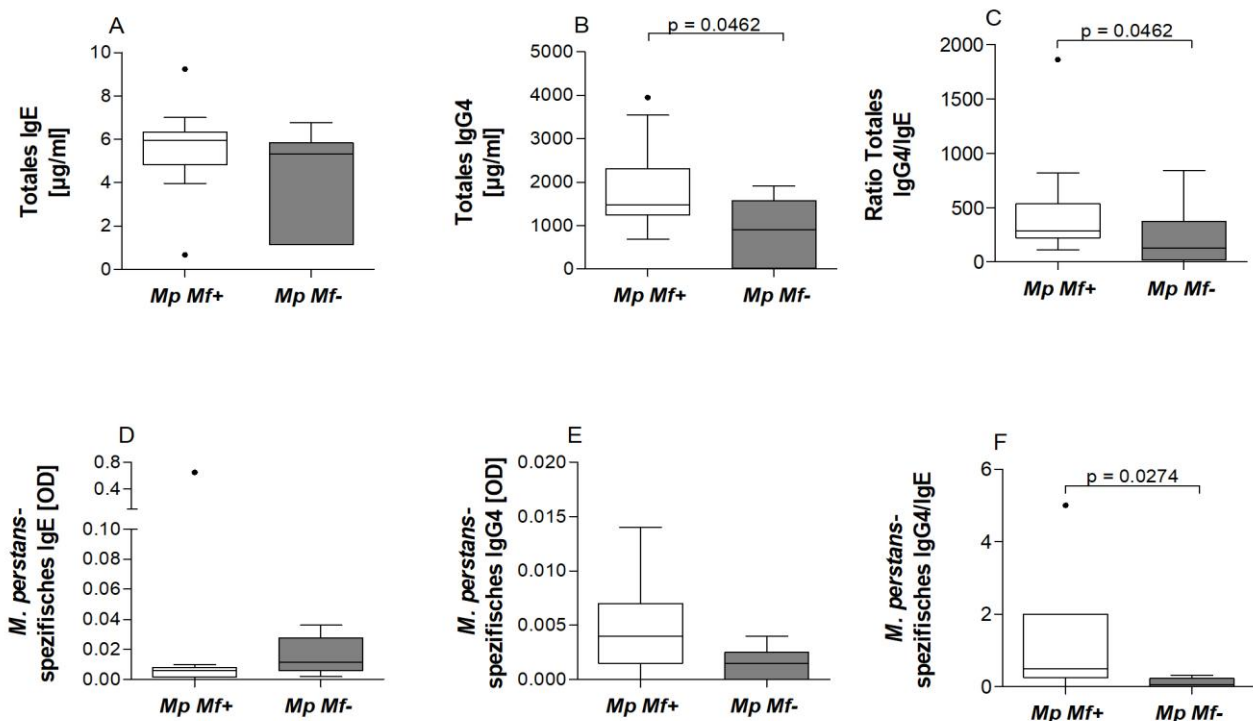 A
Totales IgE
[µg/ml]
10
8
6
4
2
0
Mp Mf+ Mp Mf-
B
p = 0.0462
Totales IgG4
[µg/ml]
5000
4000
3000
2000
1000
0
Mp Mf+ Mp Mf-
C
p = 0.0462
Ratio Totales
IgG4/IgE
2000
1500
1000
500
0
Mp Mf+ Mp Mf-
D
M. perstans-
spezifisches IgE [OD]
0.8
0.4
0.10
0.08
0.06
0.04
0.02
0.00
Mp Mf+ Mp Mf-
E
M. perstans-
spezifisches IgG4 [OD]
0.020
0.015
0.010
0.005
0.000
Mp Mf+ Mp Mf-
F
p = 0.0274
M. perstans-
spezifisches IgG4/IgE
6
4
2
0
Mp Mf+ Mp Mf-